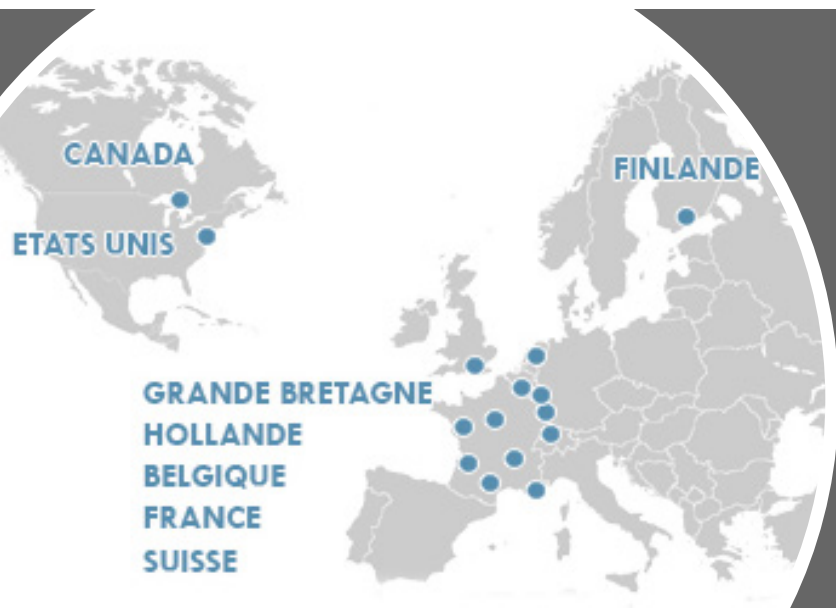 CANADA
FINLANDE
ETATS UNIS
GRANDE BRETAGNE
HOLLANDE
BELGIQUE
FRANCE
SUISSE